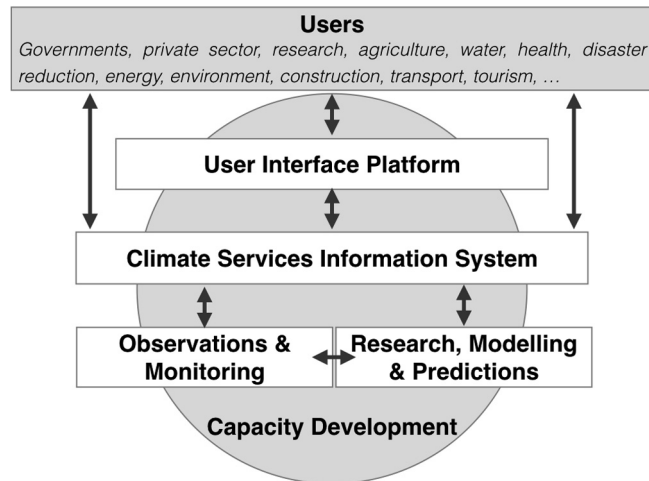 Users
Governments, private sector, research, agriculture, water, health, disaster
reduction, energy, environment, construction, transport, tourism, …
User Interface Platform
Climate Services Information System
Observations &
Monitoring
Research, Modelling
& Predictions
Capacity Development